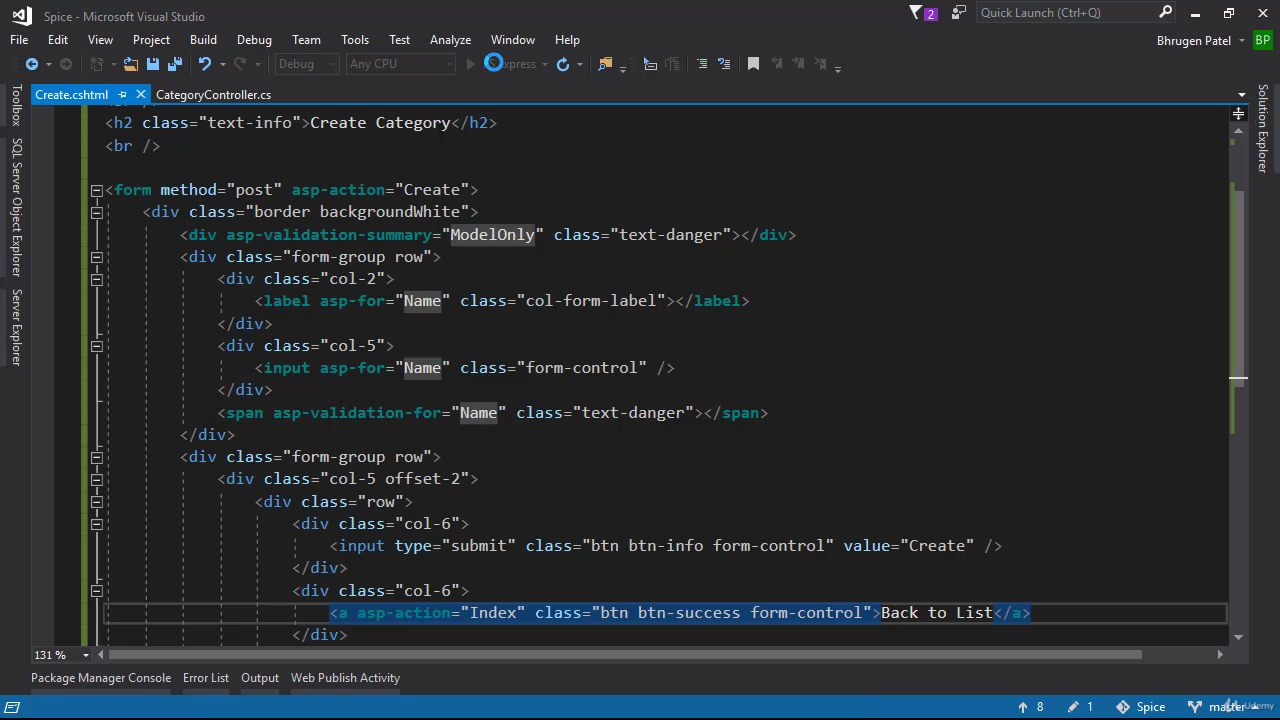 Spice - Microsoft Visual Studio
2
Quick Launch (Ctrl+Q)
File Edit View Project Build Debug Team Tools Test Analyze Window Help
Bhrugen Patel BP
Debug Any CPU Express
Create.cshtml CategoryController.cs
Toolbox
SQL Server Object Explorer
Server Explorer
Solution Explorer
<h2 class="text-info">Create Category</h2>
<br />
<form method="post" asp-action="Create">
<div class="border backgroundWhite">
<div asp-validation-summary="ModelOnly" class="text-danger"></div>
<div class="form-group row">
<div class="col-2">
<label asp-for="Name" class="col-form-label"></label>
</div>
<div class="col-5">
<input asp-for="Name" class="form-control" />
</div>
<span asp-validation-for="Name" class="text-danger"></span>
</div>
<div class="form-group row">
<div class="col-5 offset-2">
<div class="row">
<div class="col-6">
<input type="submit" class="btn btn-info form-control" value="Create" />
</div>
<div class="col-6">
<a asp-action="Index" class="btn btn-success form-control">Back to List</a>
</div>
131 %
Package Manager Console Error List Output Web Publish Activity
8 1 Spice master
Udemy